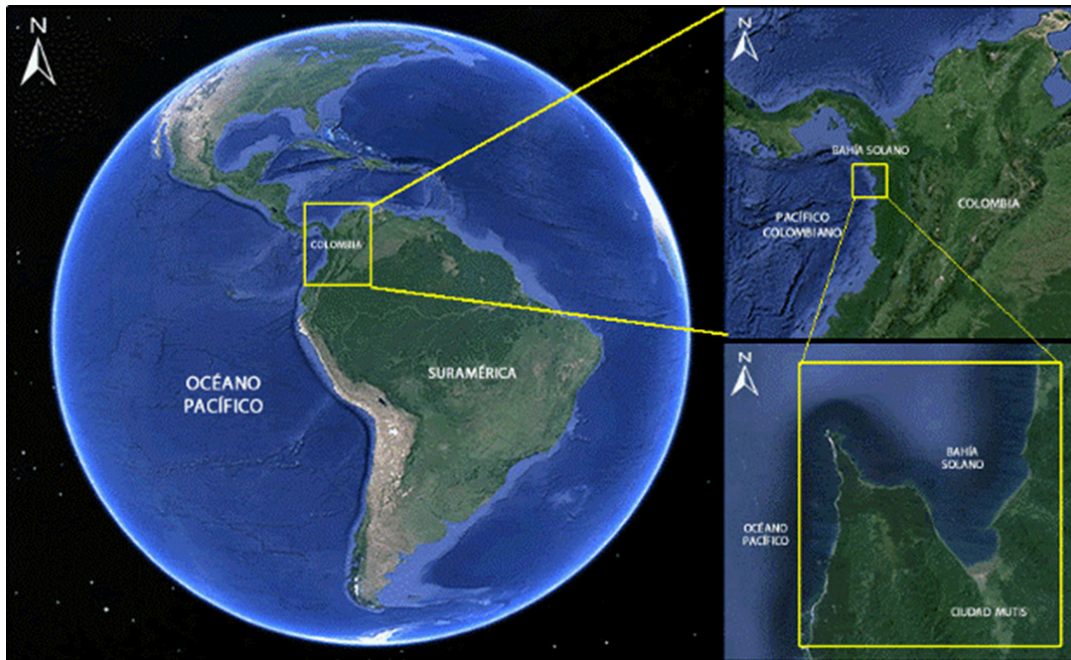 N
COLOMBIA
SURAMÉRICA
OCÉANO
PACÍFICO
N
BAHÍA SOLANO
COLOMBIA
PACÍFICO
COLOMBIANO
N
BAHÍA
SOLANO
OCÉANO
PACÍFICO
CIUDAD MUTIS